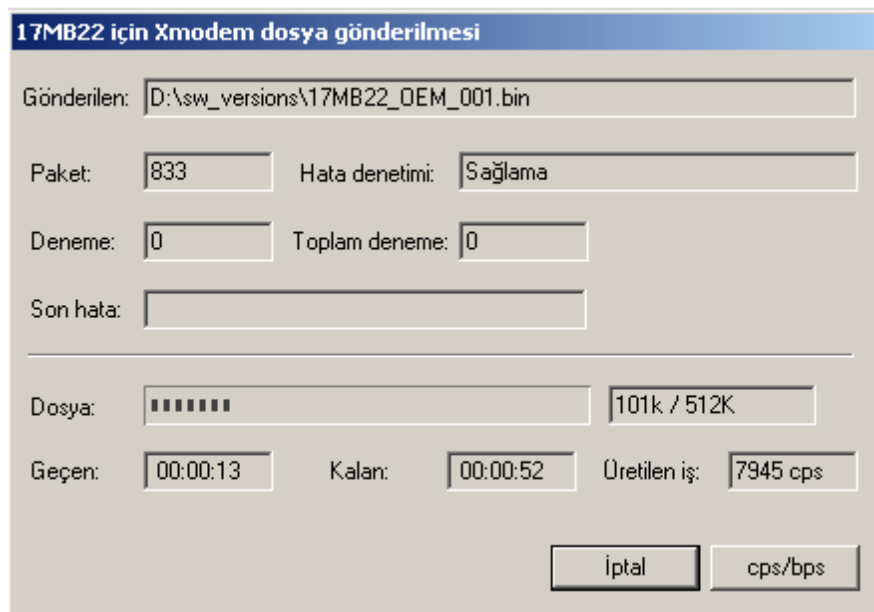 17MB22 için Xmodem dosya gönderilmesi
Gönderilen: D:\sw_versions\17MB22_OEM_001.bin
Paket: 833 Hata denetimi: Sağlama
Deneme: 0 Toplam deneme: 0
Son hata:
Dosya: 101k / 512K
Geçen: 00:00:13 Kalan: 00:00:52 Üretilen iş: 7945 cps
İptal cps/bps